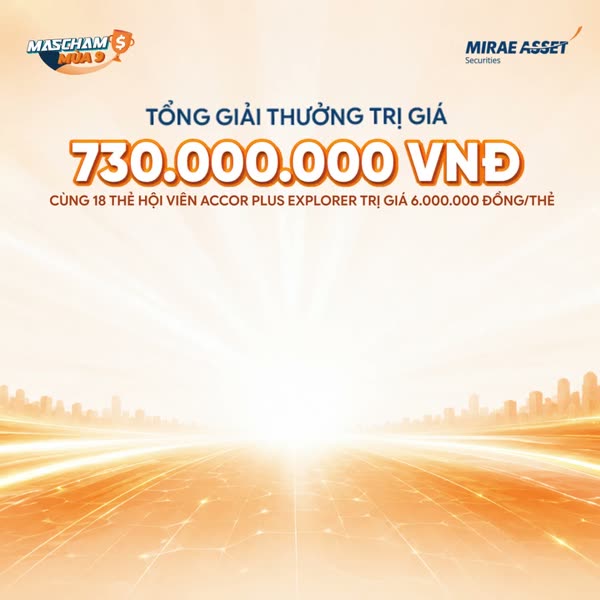 MASCHAM
MÙA 9
MIRAE ASSET
Securities
TỔNG GIẢI THƯỞNG TRỊ GIÁ
730.000.000 VNĐ
CÙNG 18 THẺ HỘI VIÊN ACCOR PLUS EXPLORER TRỊ GIÁ 6.000.000 ĐỒNG/THẺ